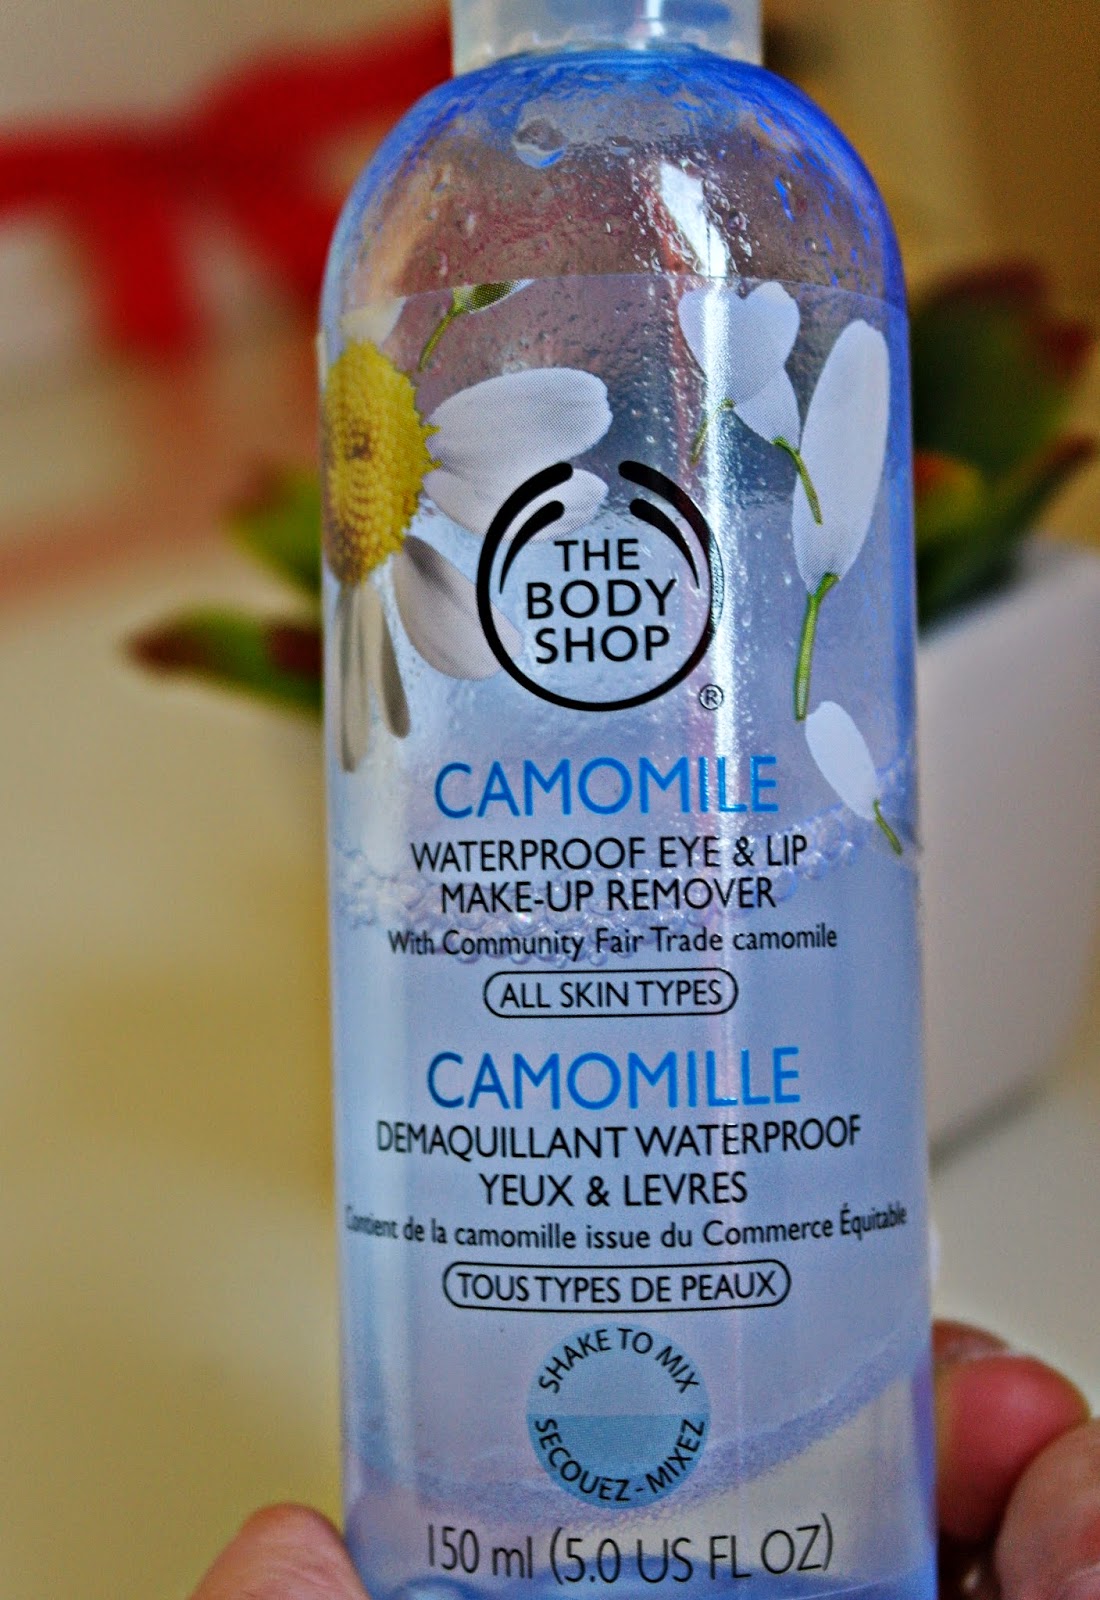 THE
BODY
SHOP
®
CAMOMILE
WATERPROOF EYE & LIP
MAKE-UP REMOVER
With Community Fair Trade camomile
ALL SKIN TYPES
CAMOMILLE
DEMAQUILLANT WATERPROOF
YEUX & LEVRES
Contient de la camomille issue du Commerce Équitable
TOUS TYPES DE PEAUX
SHAKE TO MIX
SECOUEZ - MIXEZ
150 ml (5.0 US FL OZ)